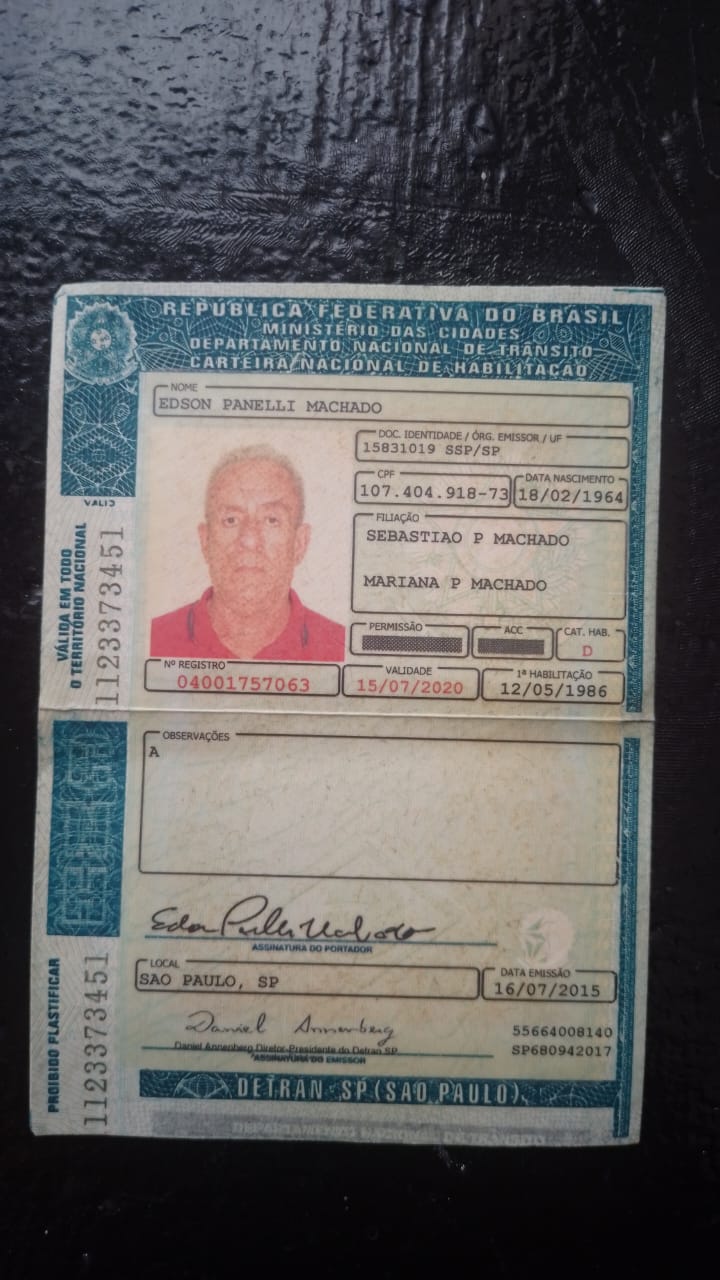 REPÚBLICA FEDERATIVA DO BRASIL
MINISTÉRIO DAS CIDADES
DEPARTAMENTO NACIONAL DE TRÂNSITO
CARTEIRA NACIONAL DE HABILITAÇÃO
NOME
EDSON PANELLI MACHADO
DOC. IDENTIDADE / ÓRG. EMISSOR / UF
15831019 SSP/SP
CPF
107.404.918-73
DATA NASCIMENTO
18/02/1964
FILIAÇÃO
SEBASTIAO P MACHADO
MARIANA P MACHADO
PERMISSÃO
ACC
CAT. HAB.
D
Nº REGISTRO
04001757063
VALIDADE
15/07/2020
1ª HABILITAÇÃO
12/05/1986
VÁLIDA EM TODO
O TERRITÓRIO NACIONAL
1123373451
OBSERVAÇÕES
A
Edson Panelli Machado
ASSINATURA DO PORTADOR
LOCAL
SAO PAULO, SP
DATA EMISSÃO
16/07/2015
Daniel Annenberg
Daniel Annenberg Diretor-Presidente do Detran SP
ASSINATURA DO EMISSOR
55664008140
SP680942017
PROIBIDO PLASTIFICAR
1123373451
DETRAN SP (SAO PAULO)